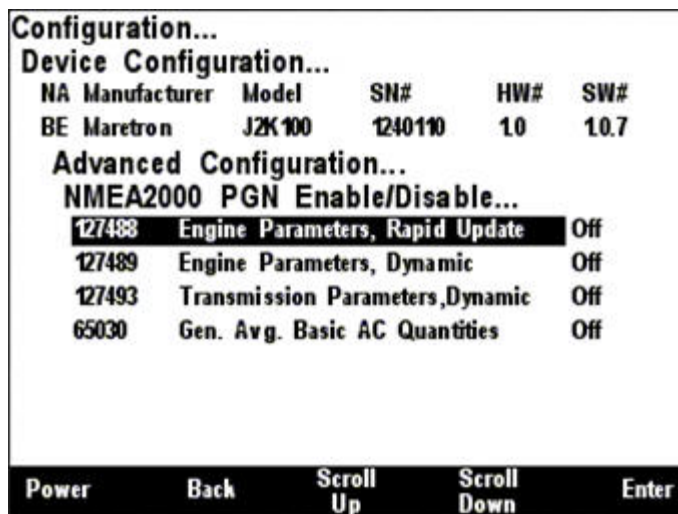 Configuration...
Device Configuration...
NA Manufacturer Model SN# HW# SW#
BE Maretron J2K100 1240110 1.0 1.0.7
Advanced Configuration...
NMEA2000 PGN Enable/Disable...
127488 Engine Parameters, Rapid Update Off
127489 Engine Parameters, Dynamic Off
127493 Transmission Parameters,Dynamic Off
65030 Gen. Avg. Basic AC Quantities Off
Power Back Scroll Up Scroll Down Enter